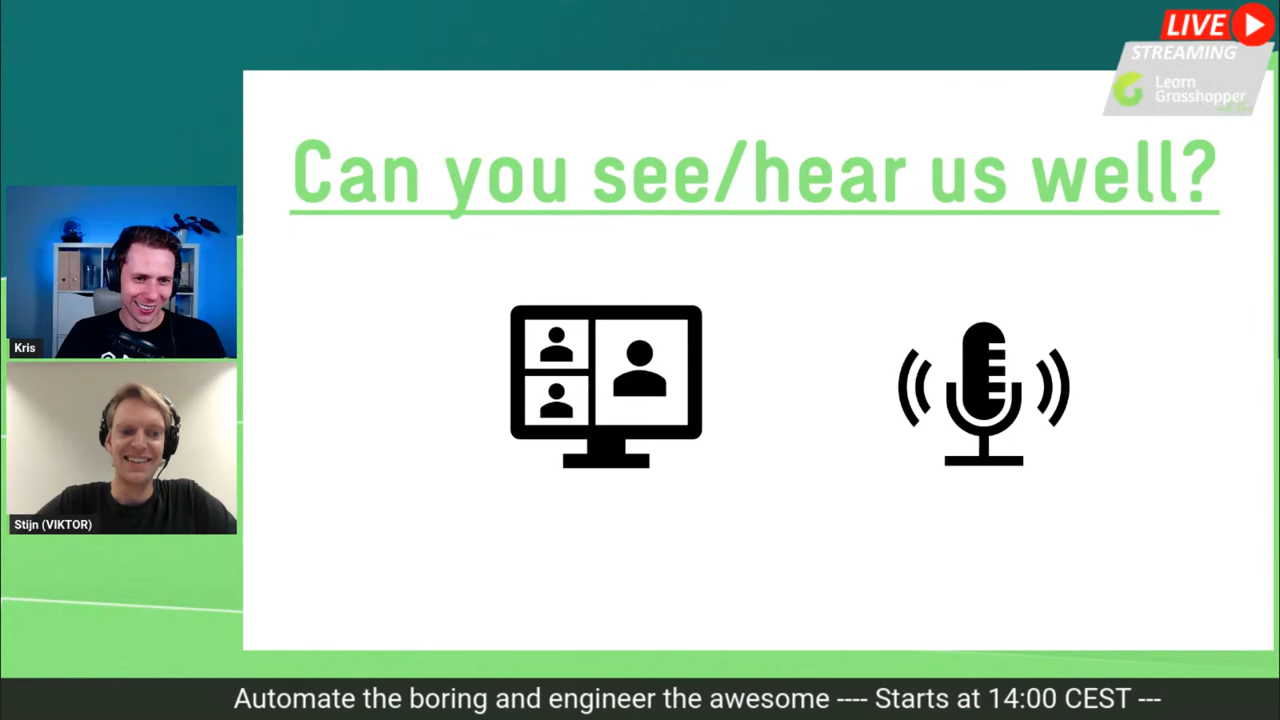 LIVE
STREAMING
Learn
Grasshopper
Can you see/hear us well?
Kris
Stijn (VIKTOR)
Automate the boring and engineer the awesome ---- Starts at 14:00 CEST ---